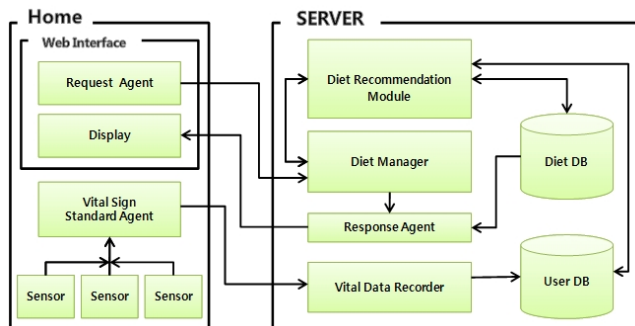 Home
Web Interface
Request Agent
Display
Vital Sign
Standard Agent
Sensor
Sensor
Sensor
SERVER
Diet Recommendation
Module
Diet Manager
Response Agent
Vital Data Recorder
Diet DB
User DB